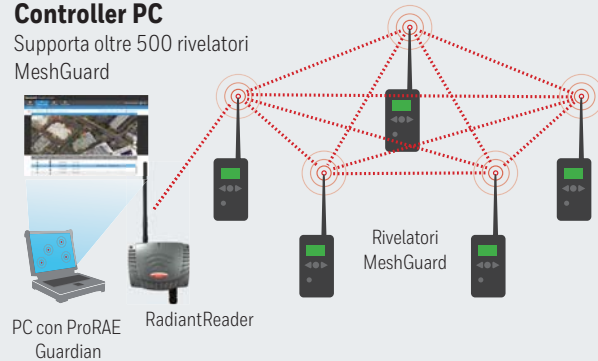 Controller PC
Supporta oltre 500 rivelatori
MeshGuard
Rivelatori
MeshGuard
RadiantReader
PC con ProRAE
Guardian